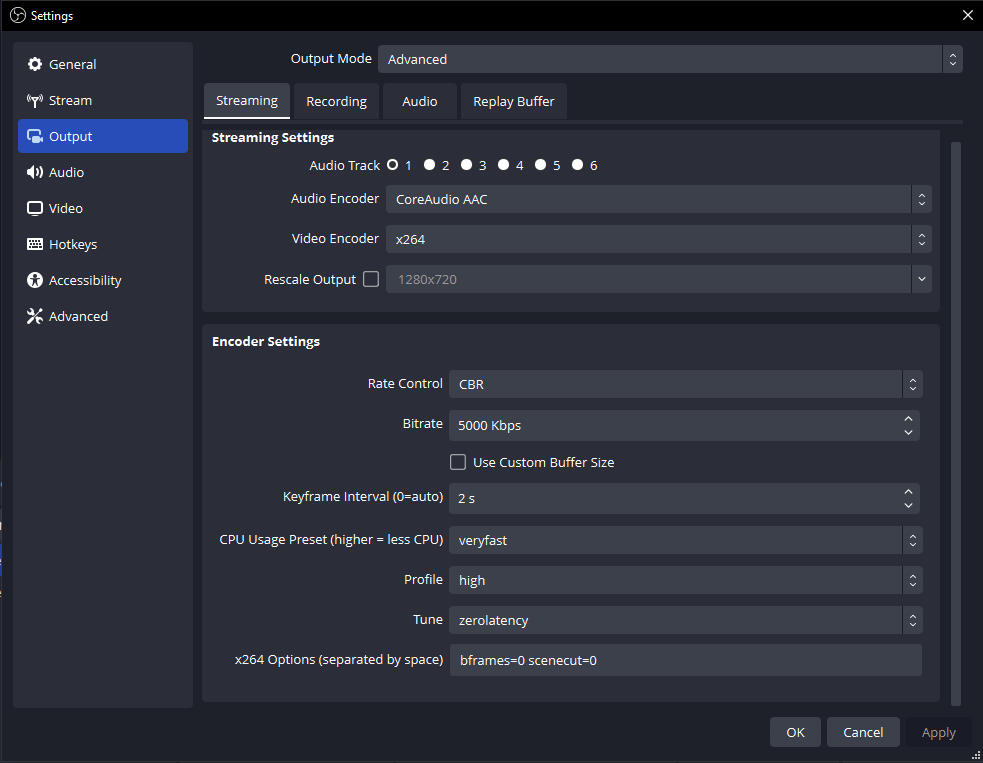 Settings
General
Stream
Output
Audio
Video
Hotkeys
Accessibility
Advanced
Output Mode Advanced
Streaming Recording Audio Replay Buffer
Streaming Settings
Audio Track 1 2 3 4 5 6
Audio Encoder CoreAudio AAC
Video Encoder x264
Rescale Output 1280x720
Encoder Settings
Rate Control CBR
Bitrate 5000 Kbps
Use Custom Buffer Size
Keyframe Interval (0=auto) 2 s
CPU Usage Preset (higher = less CPU) veryfast
Profile high
Tune zerolatency
x264 Options (separated by space) bframes=0 scenecut=0
OK Cancel Apply